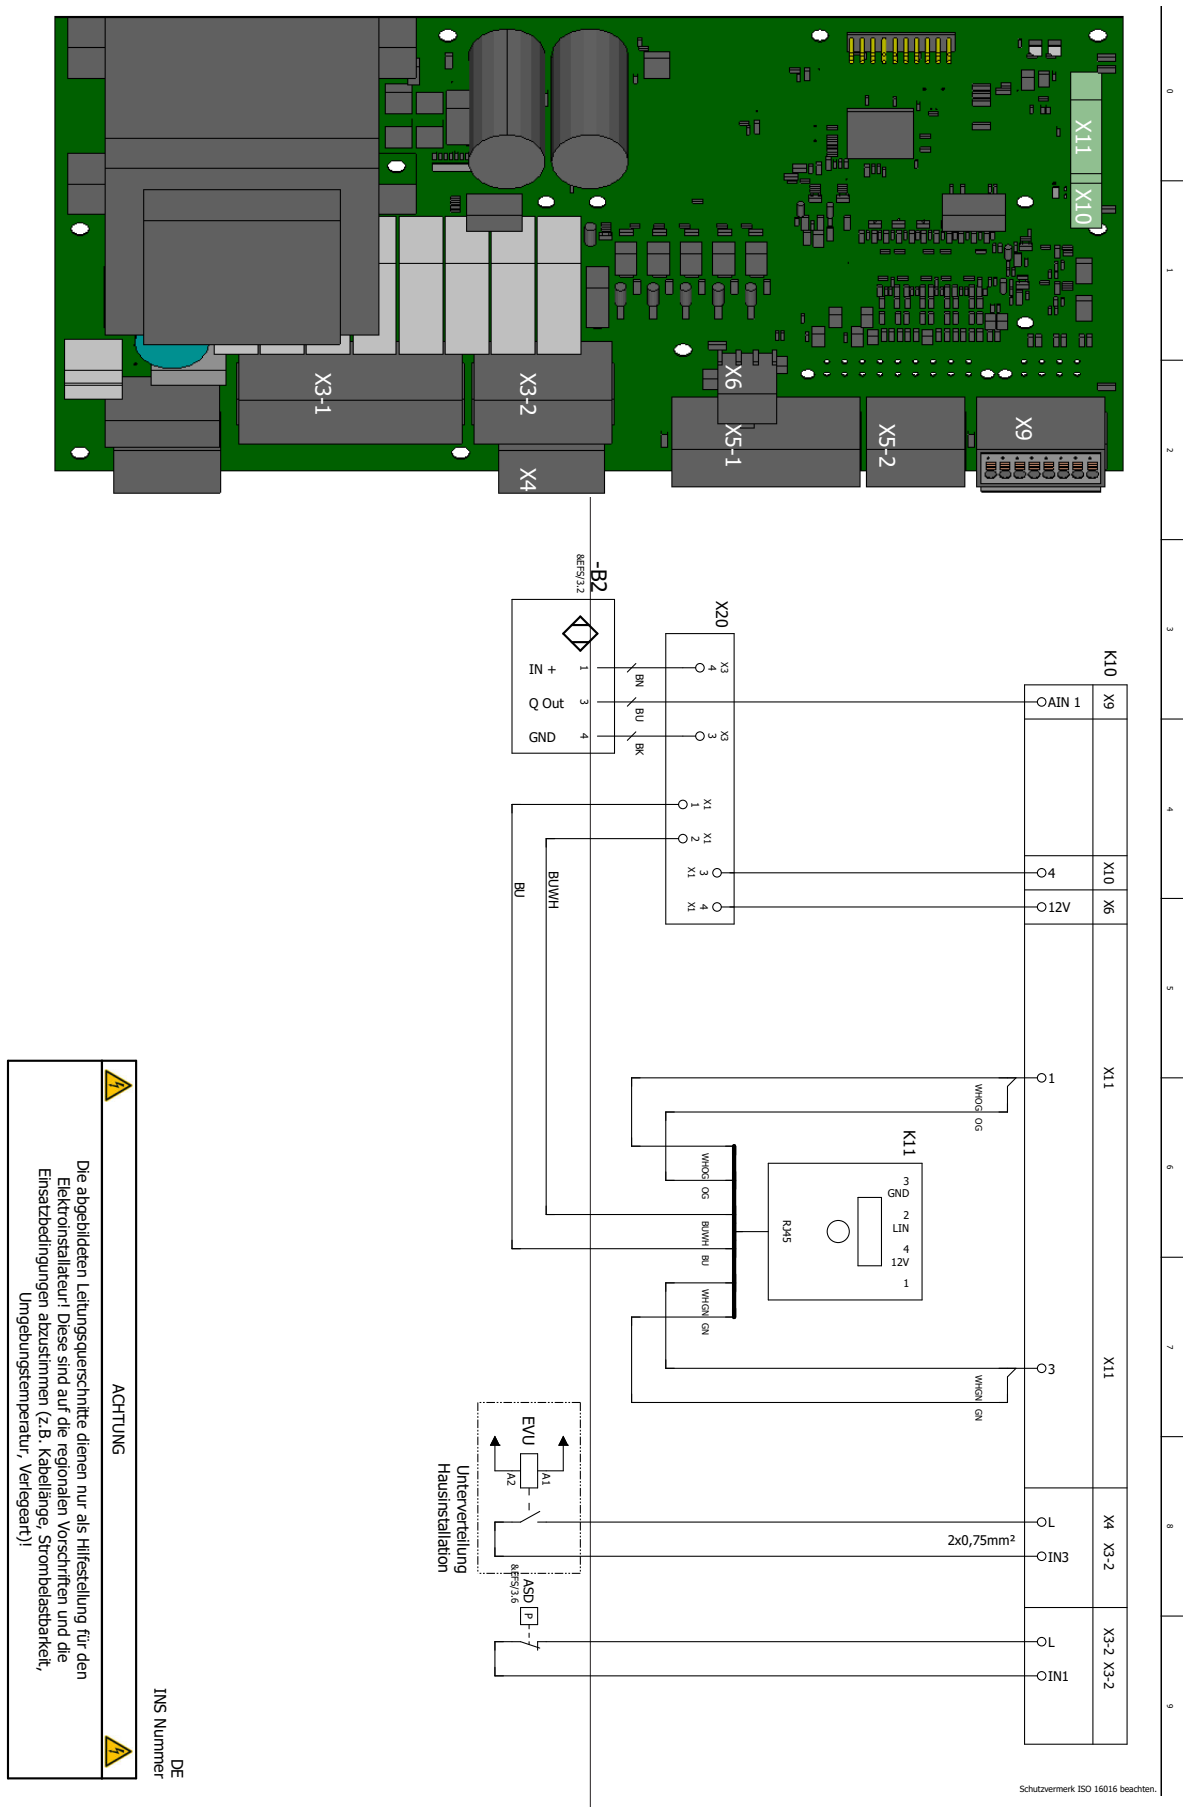 0
1
2
3
4
5
6
7
8
9
X11
X10
X3-1
X3-2
X4
X6
X5-1
X5-2
X9
K10
X9
X10
X6
X11
X11
X4 X3-2
X3-2 X3-2
AIN 1
4
12V
1
3
L
IN3
L
IN1
X20
X3
4
X3
3
X1
1
X1
2
X1 3
X1 4
-B2
&EFS/3.2
IN + 1
Q Out 3
GND 4
BN
BU
BK
BUWH
BU
WHOG OG
WHOG OG
BUWH BU
WHGN GN
WHGN GN
K11
3
GND
2
LIN
4
12V
1
RJ45
2x0,75mm²
EVU
A1
A2
Unterverteilung
Hausinstallation
ASD
&EFS/3.6
P
ACHTUNG
Die abgebildeten Leitungsquerschnitte dienen nur als Hilfestellung für den
Elektroinstallateur! Diese sind auf die regionalen Vorschriften und die
Einsatzbedingungen abzustimmen (z.B. Kabellänge, Strombelastbarkeit,
Umgebungstemperatur, Verlegeart)!
DE
INS Nummer
Schutzvermerk ISO 16016 beachten.